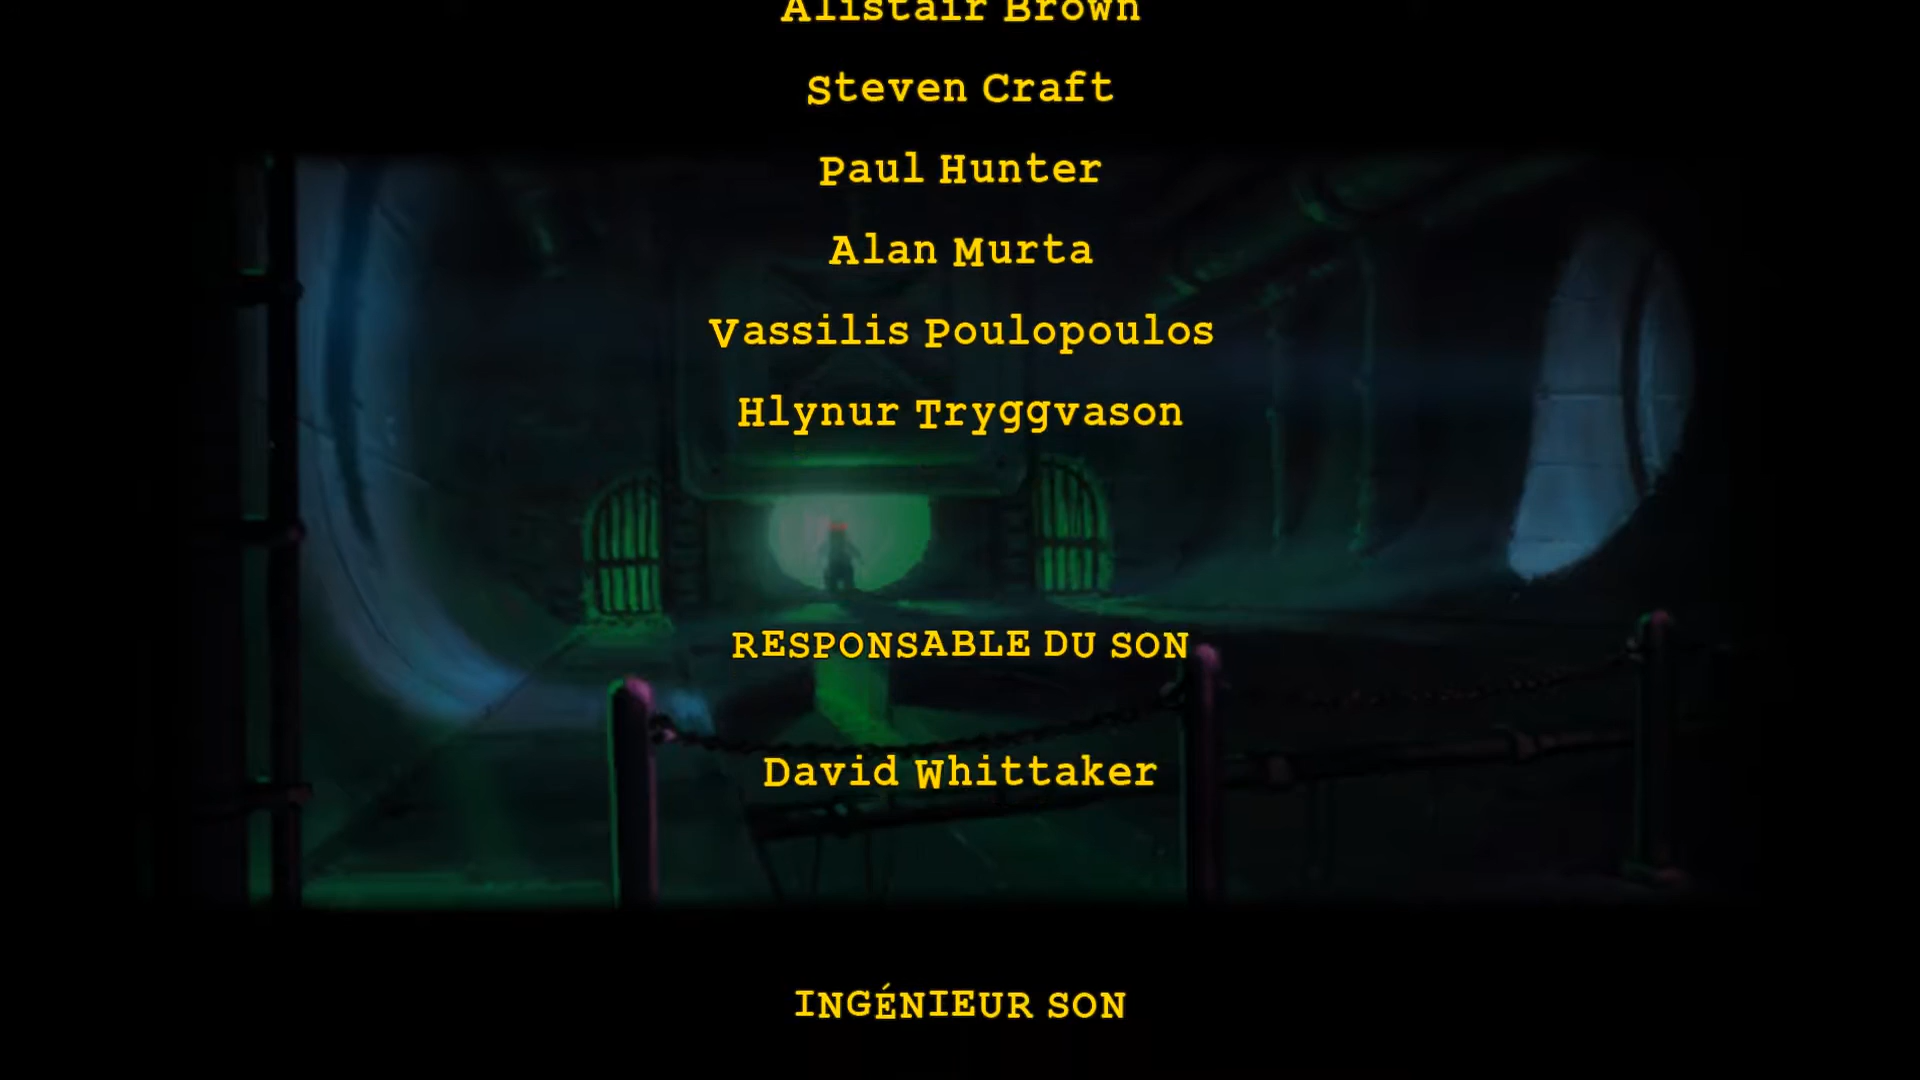 Alistair Brown
Steven Craft
Paul Hunter
Alan Murta
Vassilis Poulopoulos
Hlynur Tryggvason
RESPONSABLE DU SON
David Whittaker
INGÉNIEUR SON